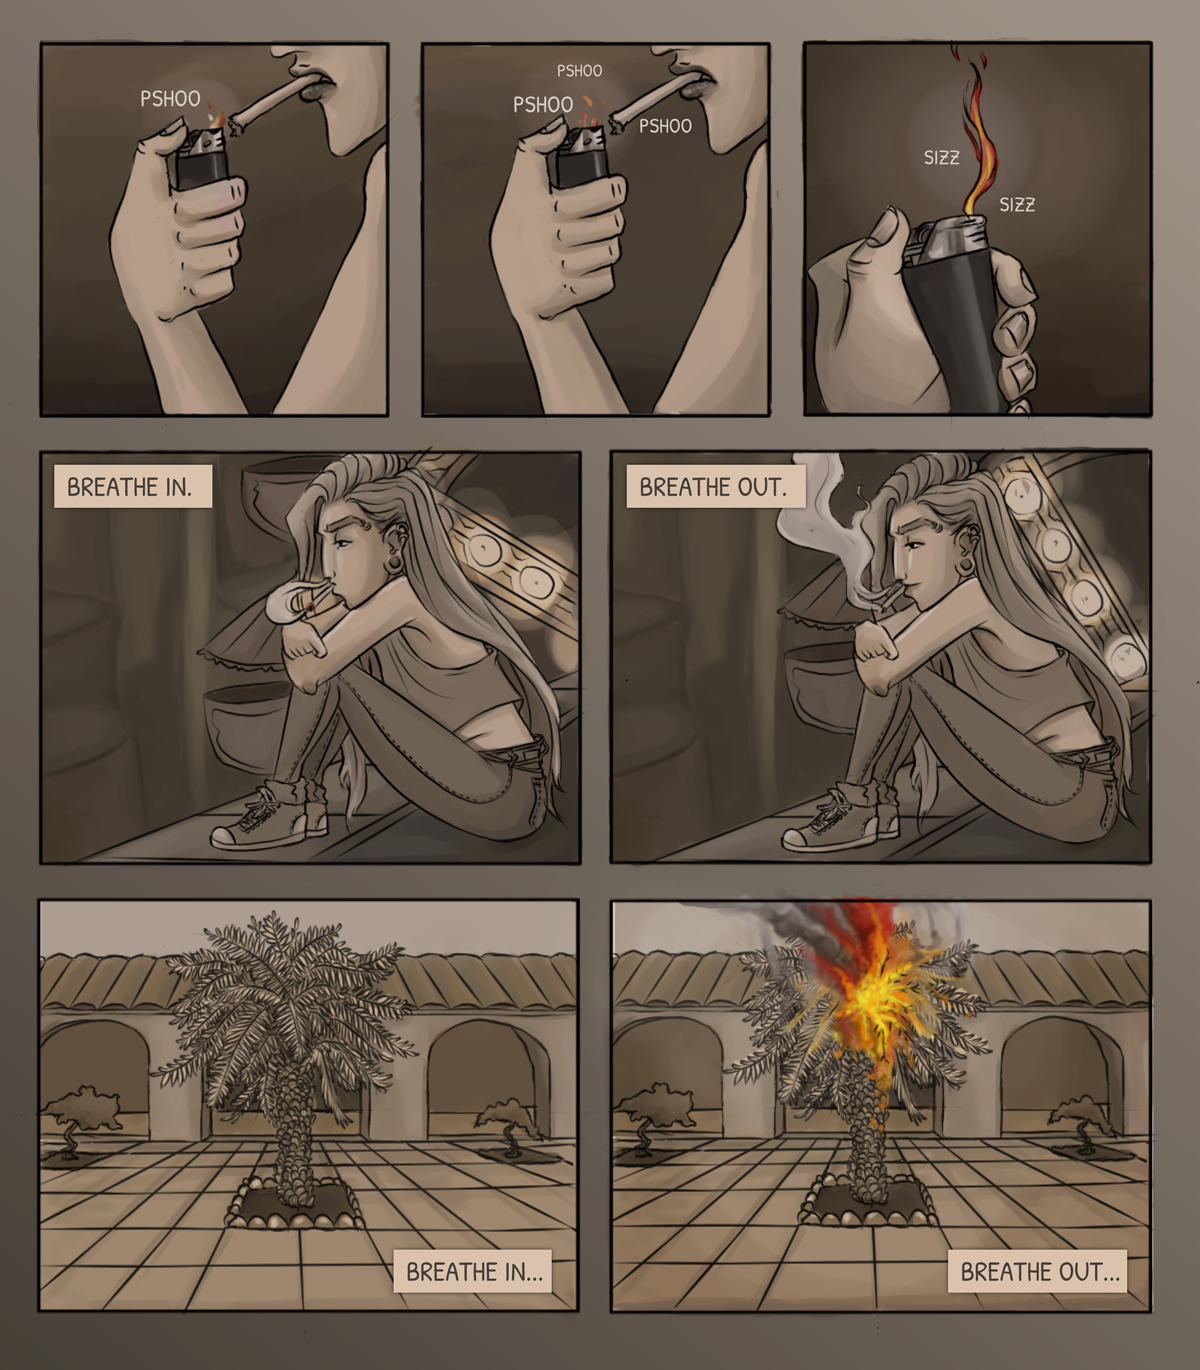 PSHOO
PSHOO
PSHOO
PSHOO
SIZZ
SIZZ
BREATHE IN.
BREATHE OUT.
BREATHE IN...
BREATHE OUT...